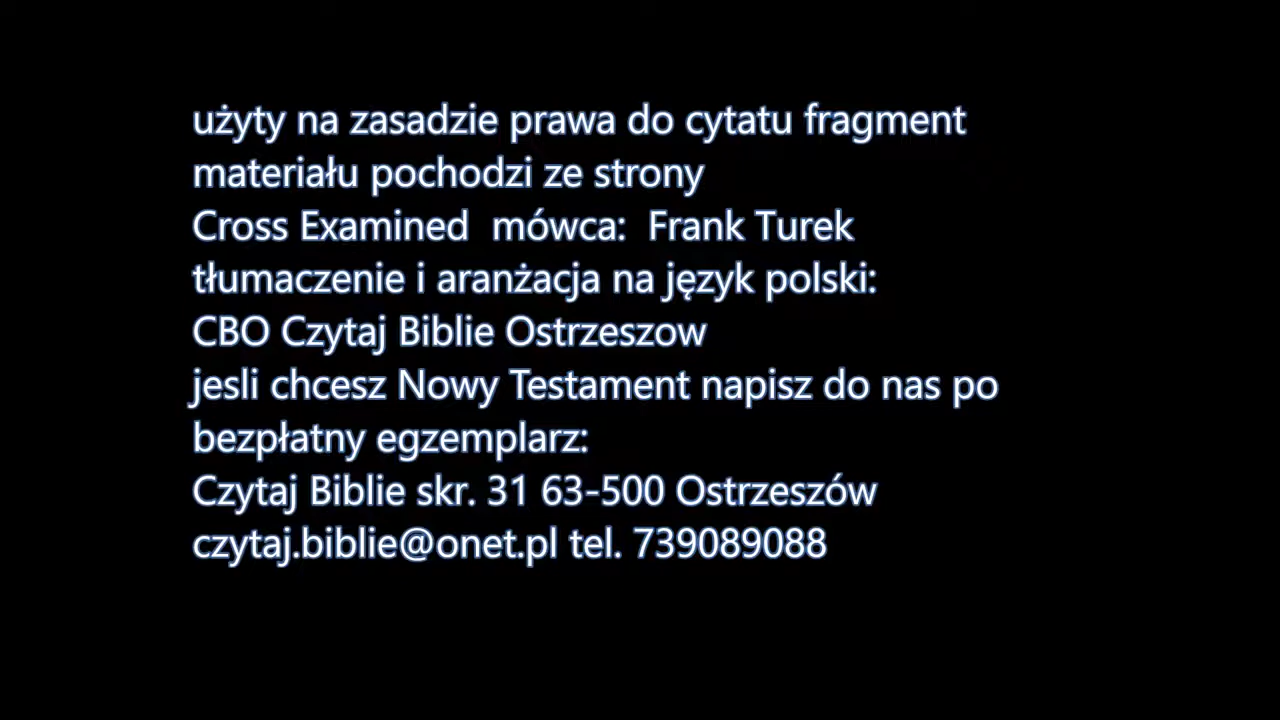 użyty na zasadzie prawa do cytatu fragment
materiału pochodzi ze strony
Cross Examined  mówca:  Frank Turek
tłumaczenie i aranżacja na język polski:
CBO Czytaj Biblie Ostrzeszow
jesli chcesz Nowy Testament napisz do nas po
bezpłatny egzemplarz:
Czytaj Biblie skr. 31 63-500 Ostrzeszów
czytaj.biblie@onet.pl tel. 739089088